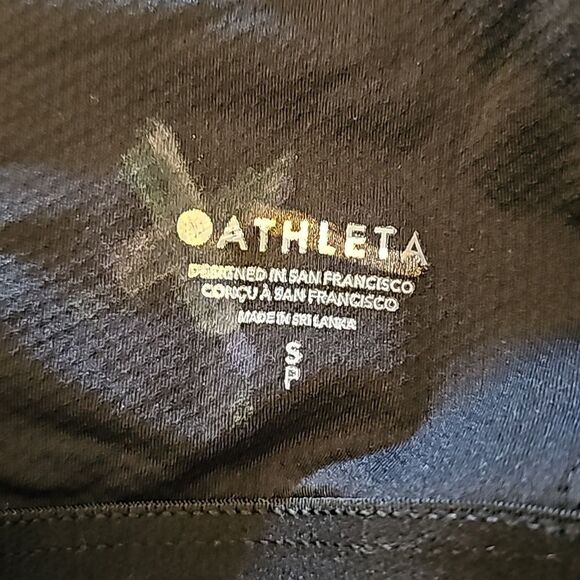 ATHLETA
DESIGNED IN SAN FRANCISCO
CONÇU À SAN FRANCISCO
MADE IN SRI LANKA
S
P